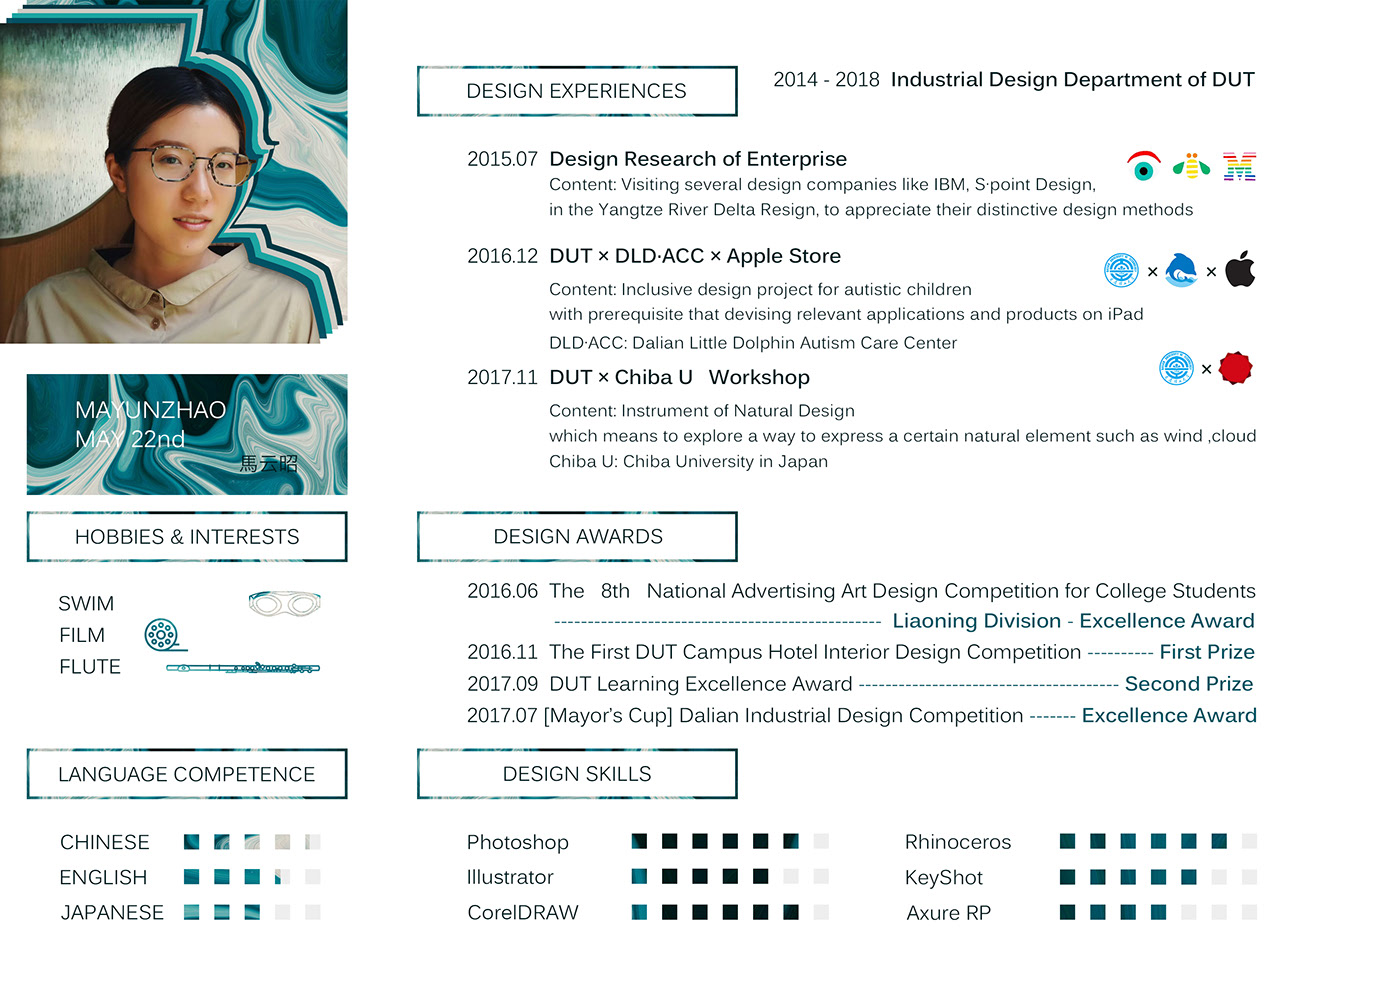 MAYUNZHAO
MAY 22nd
馬云昭
HOBBIES & INTERESTS
SWIM
FILM
FLUTE
LANGUAGE COMPETENCE
CHINESE
ENGLISH
JAPANESE
DESIGN EXPERIENCES
2014 - 2018 Industrial Design Department of DUT
2015.07 Design Research of Enterprise
Content: Visiting several design companies like IBM, S·point Design,
in the Yangtze River Delta Resign, to appreciate their distinctive design methods
2016.12 DUT × DLD·ACC × Apple Store
× ×
Content: Inclusive design project for autistic children
with prerequisite that devising relevant applications and products on iPad
DLD·ACC: Dalian Little Dolphin Autism Care Center
2017.11 DUT × Chiba U Workshop
×
Content: Instrument of Natural Design
which means to explore a way to express a certain natural element such as wind ,cloud
Chiba U: Chiba University in Japan
DESIGN AWARDS
2016.06 The 8th National Advertising Art Design Competition for College Students
------------------------------------------------- Liaoning Division - Excellence Award
2016.11 The First DUT Campus Hotel Interior Design Competition ---------- First Prize
2017.09 DUT Learning Excellence Award --------------------------------------- Second Prize
2017.07 [Mayor's Cup] Dalian Industrial Design Competition ------- Excellence Award
DESIGN SKILLS
Photoshop
Illustrator
CorelDRAW
Rhinoceros
KeyShot
Axure RP